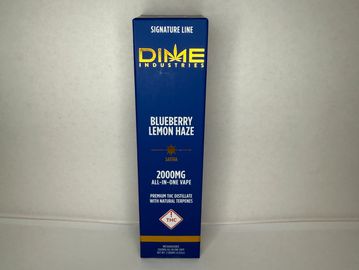 SIGNATURE LINE
DIME
INDUSTRIES
BLUEBERRY
LEMON HAZE
SATIVA
2000MG
ALL-IN-ONE VAPE
PREMIUM THC DISTILLATE
WITH NATURAL TERPENES
!
THC